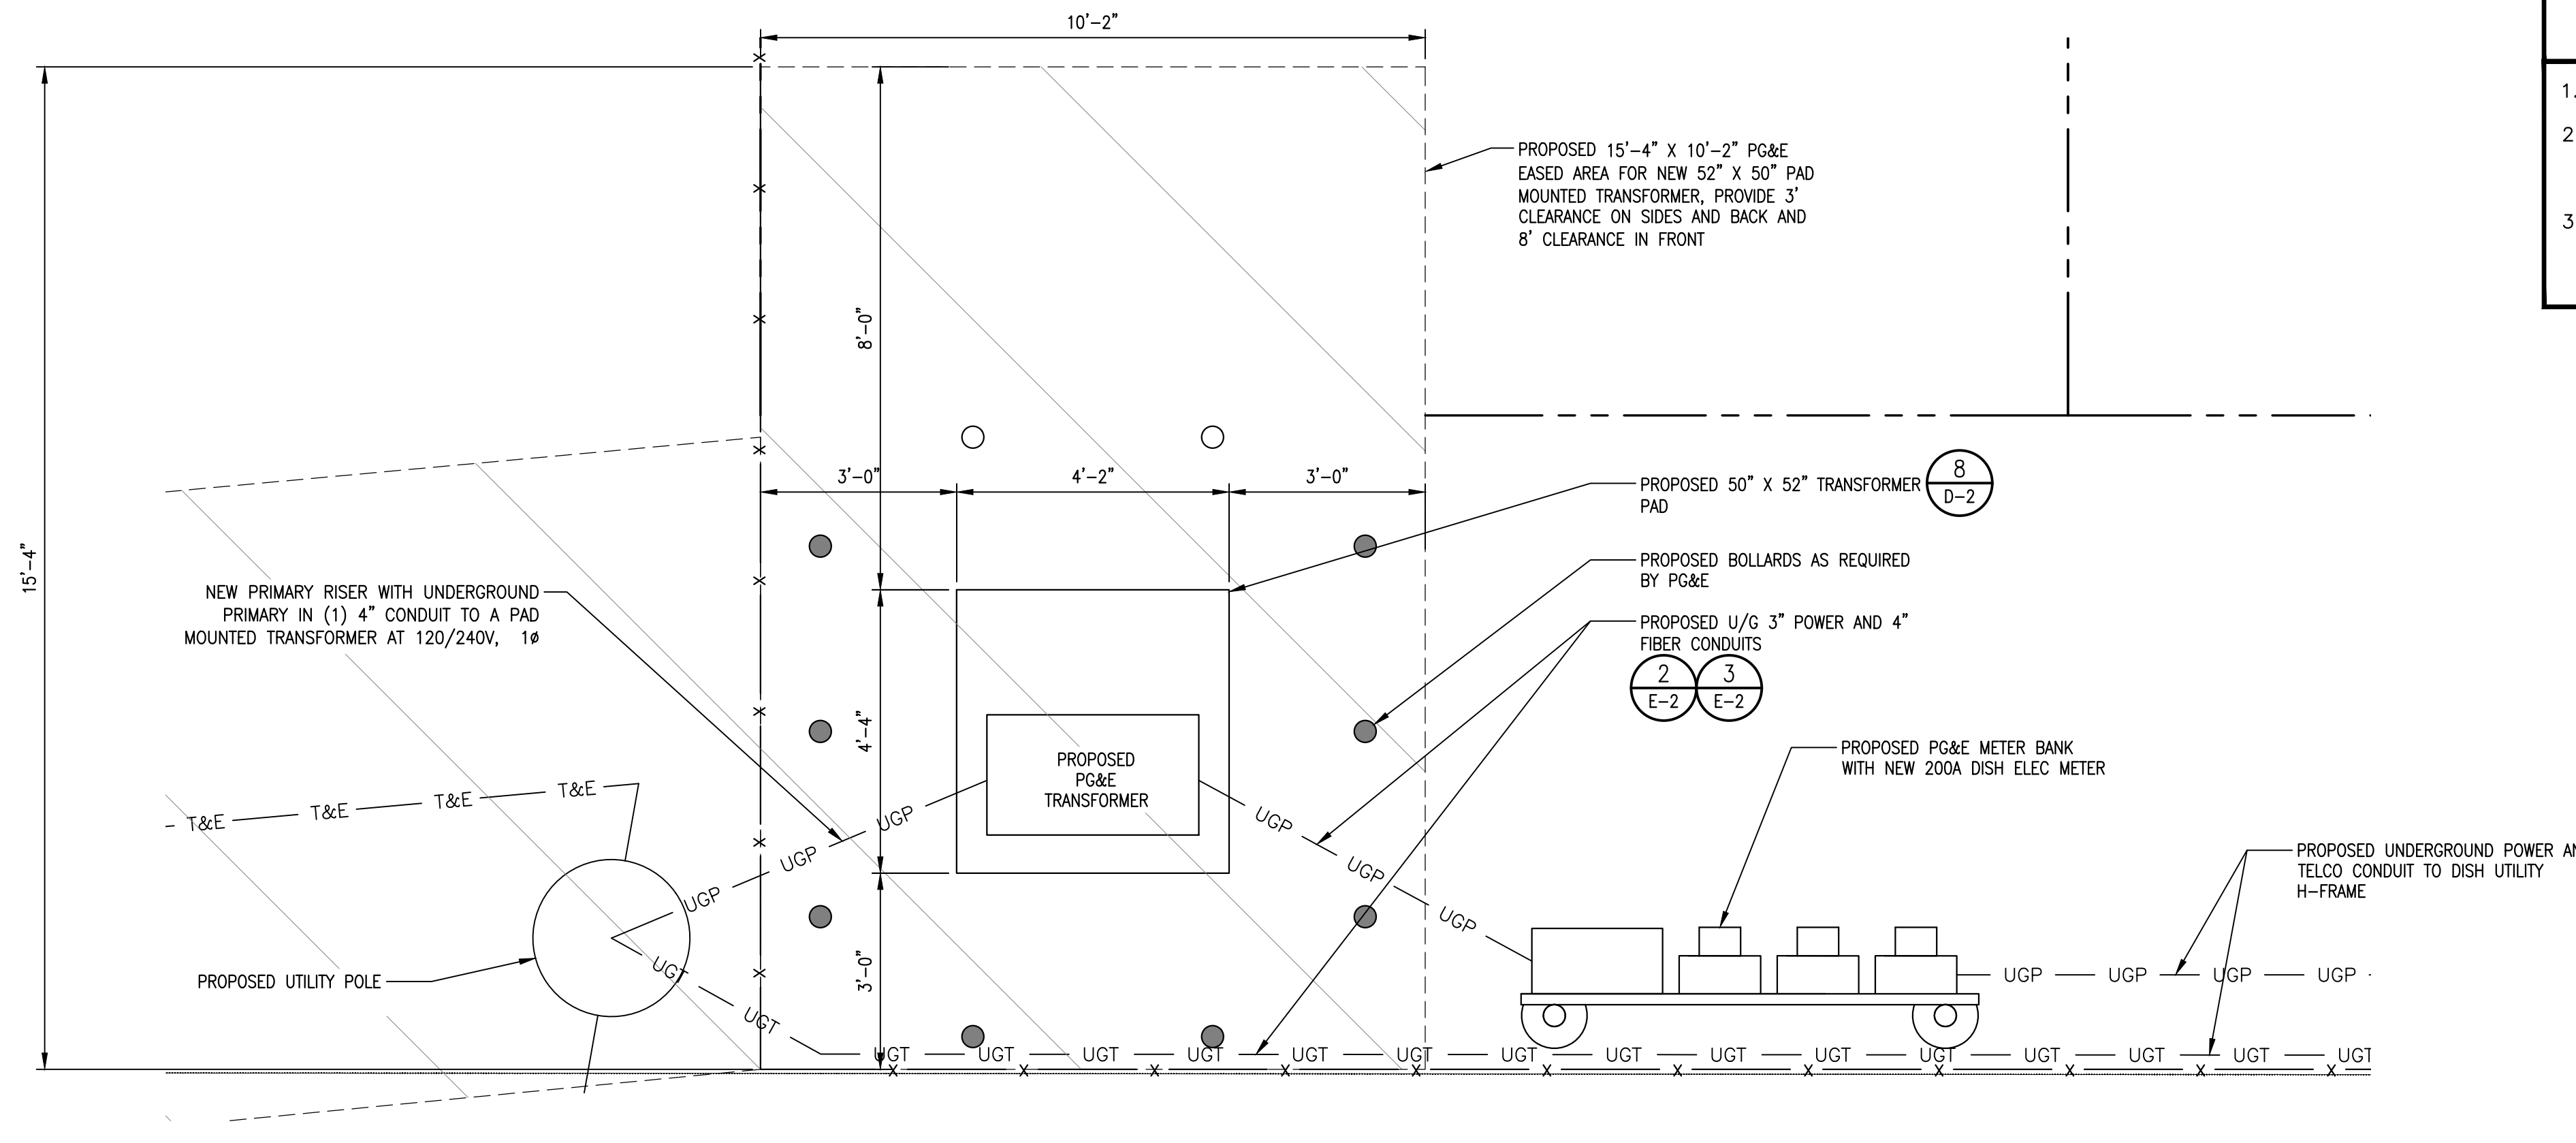 10'-2"
1.
2
3
PROPOSED 15'-4" X 10'-2" PG&E
EASED AREA FOR NEW 52" X 50" PAD
MOUNTED TRANSFORMER, PROVIDE 3'
CLEARANCE ON SIDES AND BACK AND
8' CLEARANCE IN FRONT
8'-0"
15'-4"
3'-0"
4'-2"
3'-0"
PROPOSED 50" X 52" TRANSFORMER
PAD
8
D-2
PROPOSED BOLLARDS AS REQUIRED
BY PG&E
NEW PRIMARY RISER WITH UNDERGROUND
PRIMARY IN (1) 4" CONDUIT TO A PAD
MOUNTED TRANSFORMER AT 120/240V, 1ø
PROPOSED U/G 3" POWER AND 4"
FIBER CONDUITS
2
E-2
3
E-2
4'-4"
PROPOSED
PG&E
TRANSFORMER
PROPOSED PG&E METER BANK
WITH NEW 200A DISH ELEC METER
T&E T&E T&E T&E
UGP UGP UGP
UGP UGP UGP
PROPOSED UNDERGROUND POWER AN
TELCO CONDUIT TO DISH UTILITY
H-FRAME
3'-0"
PROPOSED UTILITY POLE
UGP UGP UGP UGP
UGT UGT
UGT UGT UGT UGT UGT UGT UGT UGT UGT UGT UGT UGT UGT UGT UGT
X X X X X X X X
X X X X X X X X X X X X